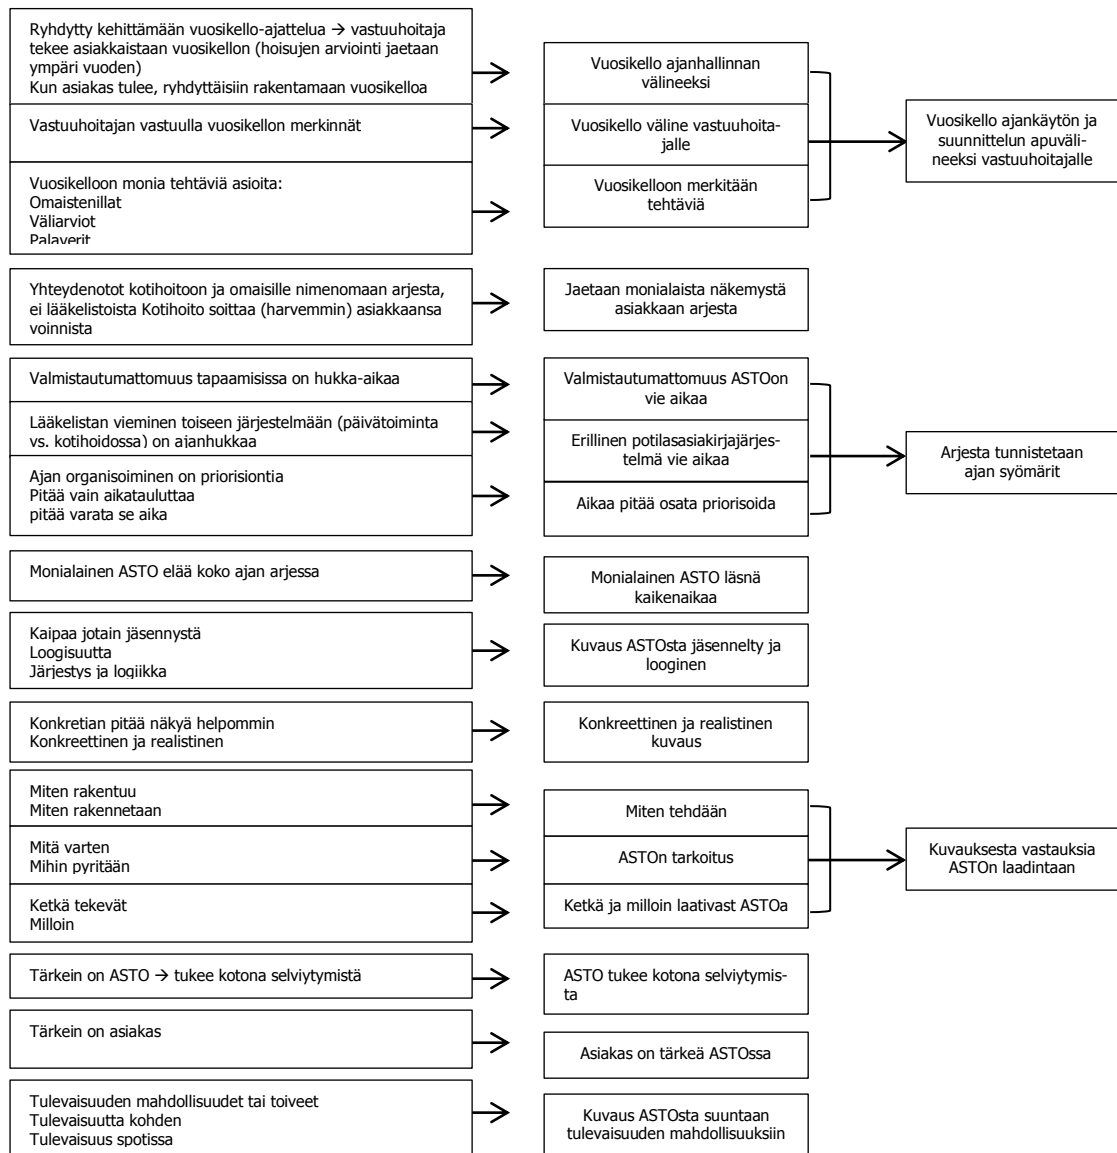 Ryhdytty kehittämään vuosikello-ajattelua → vastuuhoitaja
tekee asiakkaistaan vuosikellon (hoisujen arviointi jaetaan
ympäri vuoden)
Kun asiakas tulee, ryhdyttäisiin rakentamaan vuosikelloa
Vuosikello ajanhallinnan
välineeksi
Vastuuhoitajan vastuulla vuosikellon merkinnät
Vuosikello väline vastuuhoita-
jalle
Vuosikello ajankäytön ja
suunnittelun apuväli-
neeksi vastuuhoitajalle
Vuosikelloon monia tehtäviä asioita:
Omaistenillat
Väliarviot
Palaverit
Vuosikelloon merkitään
tehtäviä
Yhteydenotot kotihoitoon ja omaisille nimenomaan arjesta,
ei lääkelistoista Kotihoito soittaa (harvemmin) asiakkaansa
voinnista
Jaetaan monialaista näkemystä
asiakkaan arjesta
Valmistautumattomuus tapaamisissa on hukka-aikaa
Valmistautumattomuus ASTOon
vie aikaa
Lääkelistan vieminen toiseen järjestelmään (päivätoiminta
vs. kotihoidossa) on ajanhukkaa
Erillinen potilasasiakirjajärjes-
telmä vie aikaa
Arjesta tunnistetaan
ajan syömärit
Ajan organisoiminen on priorisiontia
Pitää vain aikatauluttaa
pitää varata se aika
Aikaa pitää osata priorisoida
Monialainen ASTO elää koko ajan arjessa
Monialainen ASTO läsnä
kaikenaikaa
Kaipaa jotain jäsennystä
Loogisuutta
Järjestys ja logiikka
Kuvaus ASTOsta jäsennelty ja
looginen
Konkretian pitää näkyä helpommin
Konkreettinen ja realistinen
Konkreettinen ja realistinen
kuvaus
Miten rakentuu
Miten rakennetaan
Miten tehdään
Mitä varten
Mihin pyritään
ASTOn tarkoitus
Kuvauksesta vastauksia
ASTOn laadintaan
Ketkä tekevät
Milloin
Ketkä ja milloin laativast ASTOa
Tärkein on ASTO → tukee kotona selviytymistä
ASTO tukee kotona selviytymis-
tä
Tärkein on asiakas
Asiakas on tärkeä ASTOssa
Tulevaisuuden mahdollisuudet tai toiveet
Tulevaisuutta kohden
Tulevaisuus spotissa
Kuvaus ASTOsta suuntaan
tulevaisuuden mahdollisuuksiin